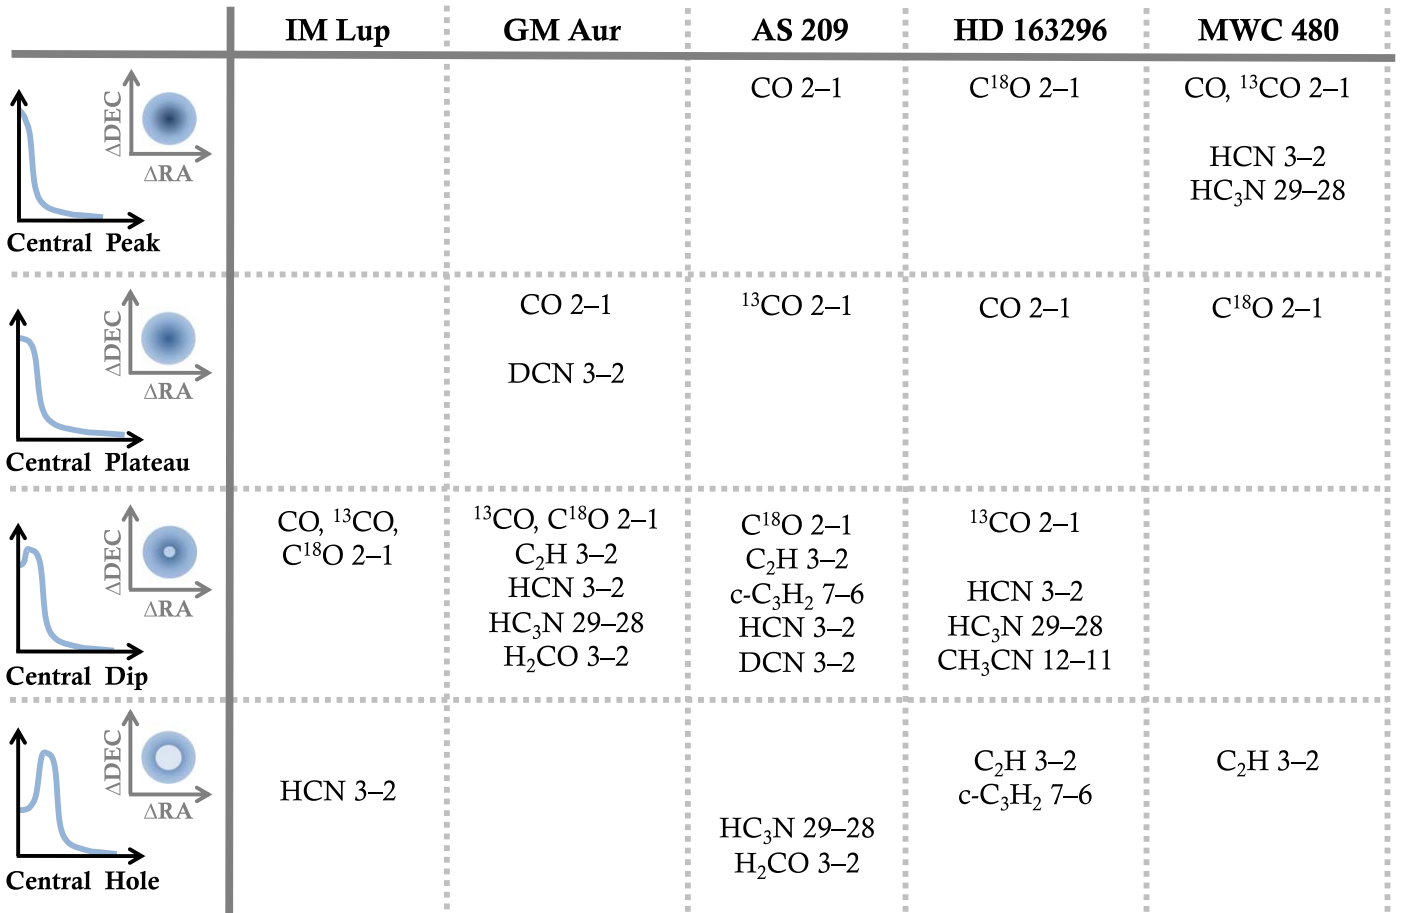 IM Lup GM Aur AS 209 HD 163296 MWC 480
ΔDEC
ΔRA
Central Peak
CO 2–1
C¹⁸O 2–1
CO, ¹³CO 2–1
HCN 3–2
HC₃N 29–28
ΔDEC
ΔRA
Central Plateau
CO 2–1
DCN 3–2
¹³CO 2–1
CO 2–1
C¹⁸O 2–1
ΔDEC
ΔRA
Central Dip
CO, ¹³CO,
C¹⁸O 2–1
¹³CO, C¹⁸O 2–1
C₂H 3–2
HCN 3–2
HC₃N 29–28
H₂CO 3–2
C¹⁸O 2–1
C₂H 3–2
c-C₃H₂ 7–6
HCN 3–2
DCN 3–2
¹³CO 2–1
HCN 3–2
HC₃N 29–28
CH₃CN 12–11
ΔDEC
ΔRA
Central Hole
HCN 3–2
HC₃N 29–28
H₂CO 3–2
C₂H 3–2
c-C₃H₂ 7–6
C₂H 3–2